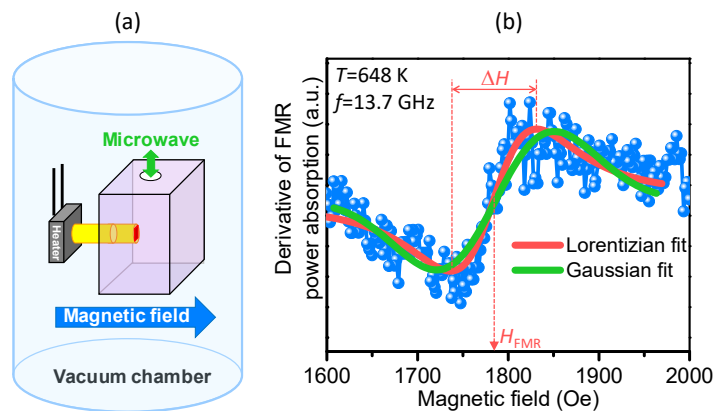 (a)
Microwave
Heater
Magnetic field
Vacuum chamber
(b)
Derivative of FMR
power absorption (a.u.)
T=648 K
f=13.7 GHz
ΔH
Lorentizian fit
Gaussian fit
H_FMR
1600 1700 1800 1900 2000
Magnetic field (Oe)